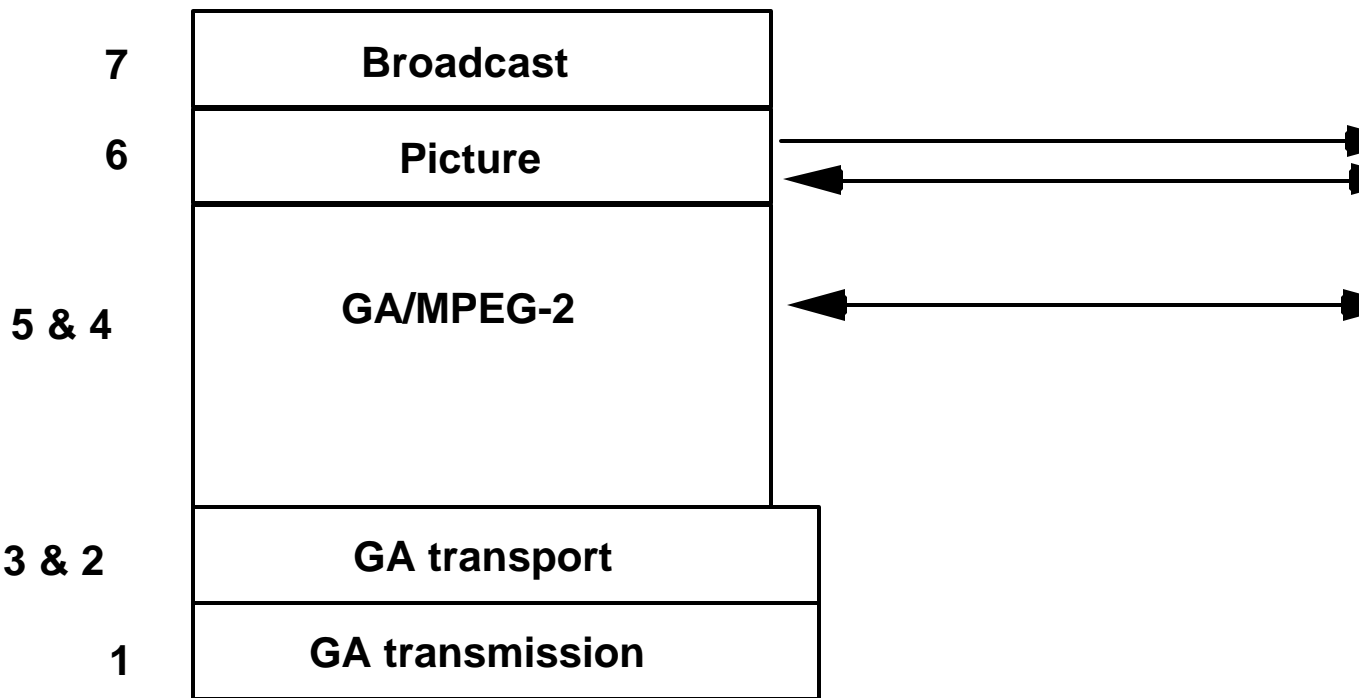 7 Broadcast
6 Picture
5 & 4 GA/MPEG-2
3 & 2 GA transport
1 GA transmission